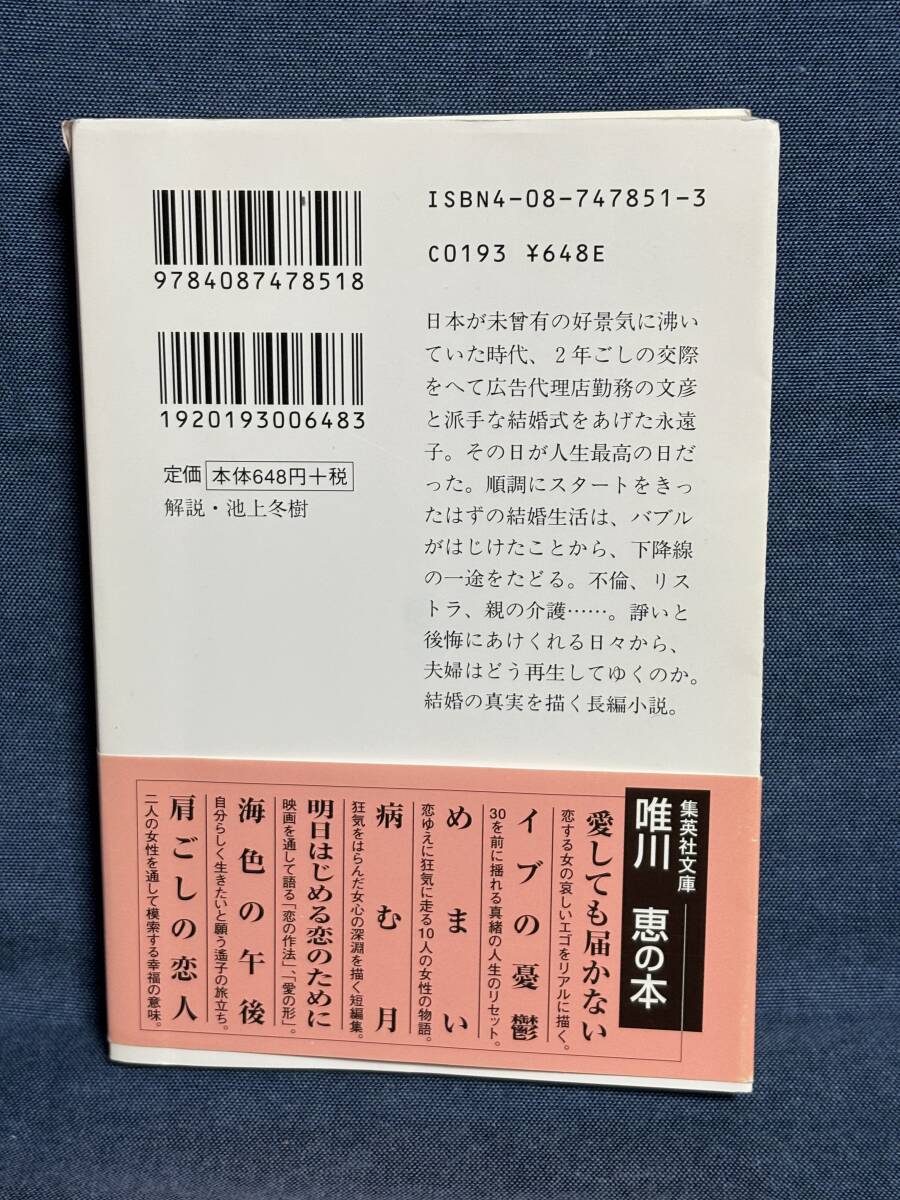 ISBN4-08-747851-3
C0193 ¥648E
9784087478518
1920193006483
定価 本体648円+税
解説・池上冬樹
日本が未曾有の好景気に沸い
ていた時代、２年ごしの交際
をへて広告代理店勤務の文彦
と派手な結婚式をあげた永遠
子。その日が人生最高の日だ
った。順調にスタートをきっ
たはずの結婚生活は、バブル
がはじけたことから、下降線
の一途をたどる。不倫、リス
トラ、親の介護……。諍いと
後悔にあけくれる日々から、
夫婦はどう再生してゆくのか。
結婚の真実を描く長編小説。
集英社文庫
唯川 恵の本
愛しても届かない
恋する女の哀しいエゴをリアルに描く。
イブの憂鬱
30を前に揺れる真緒の人生のリセット。
めまい
恋ゆえに狂気に走る10人の女性の物語。
病む月
狂気をはらんだ女心の深淵を描く短編集。
明日はじめる恋のために
映画を通して語る「恋の作法」、「愛の形」。
海色の午後
自分らしく生きたいと願う遙子の旅立ち。
肩ごしの恋人
二人の女性を通して模索する幸福の意味。